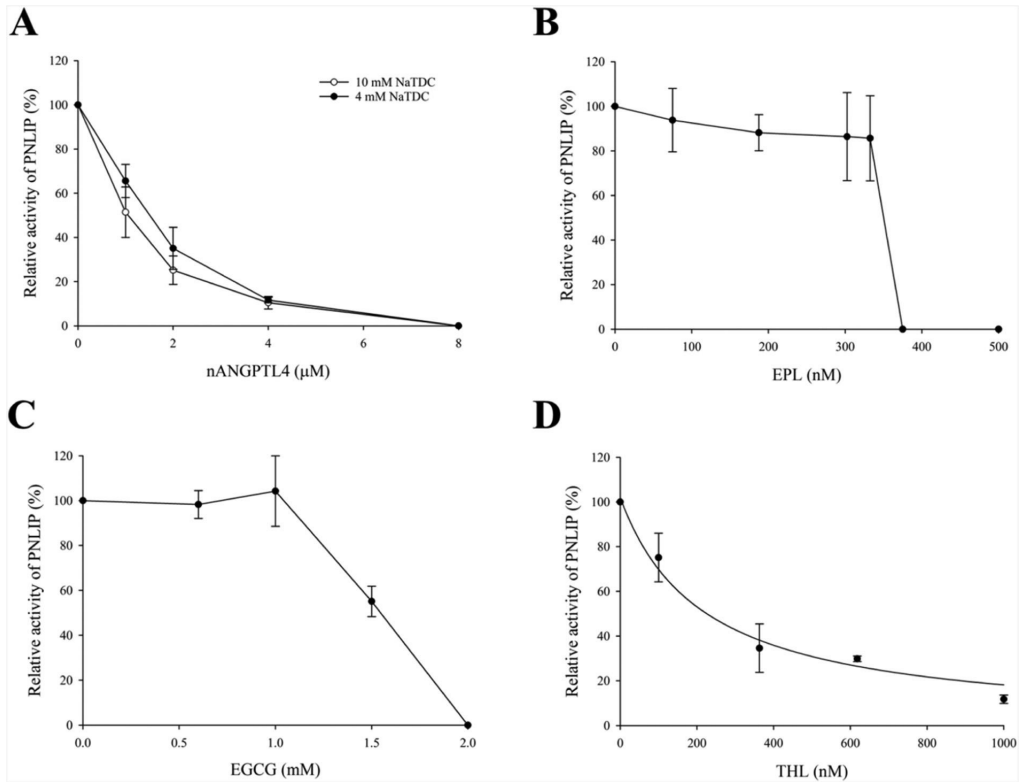 A
Relative activity of PNLIP (%)
120
100
80
60
40
20
0
0 2 4 6 8
nANGPTL4 (μM)
10 mM NaTDC
4 mM NaTDC
B
Relative activity of PNLIP (%)
120
100
80
60
40
20
0
0 100 200 300 400 500
EPL (nM)
C
Relative activity of PNLIP (%)
120
100
80
60
40
20
0
0.0 0.5 1.0 1.5 2.0
EGCG (mM)
D
Relative activity of PNLIP (%)
120
100
80
60
40
20
0
0 200 400 600 800 1000
THL (nM)